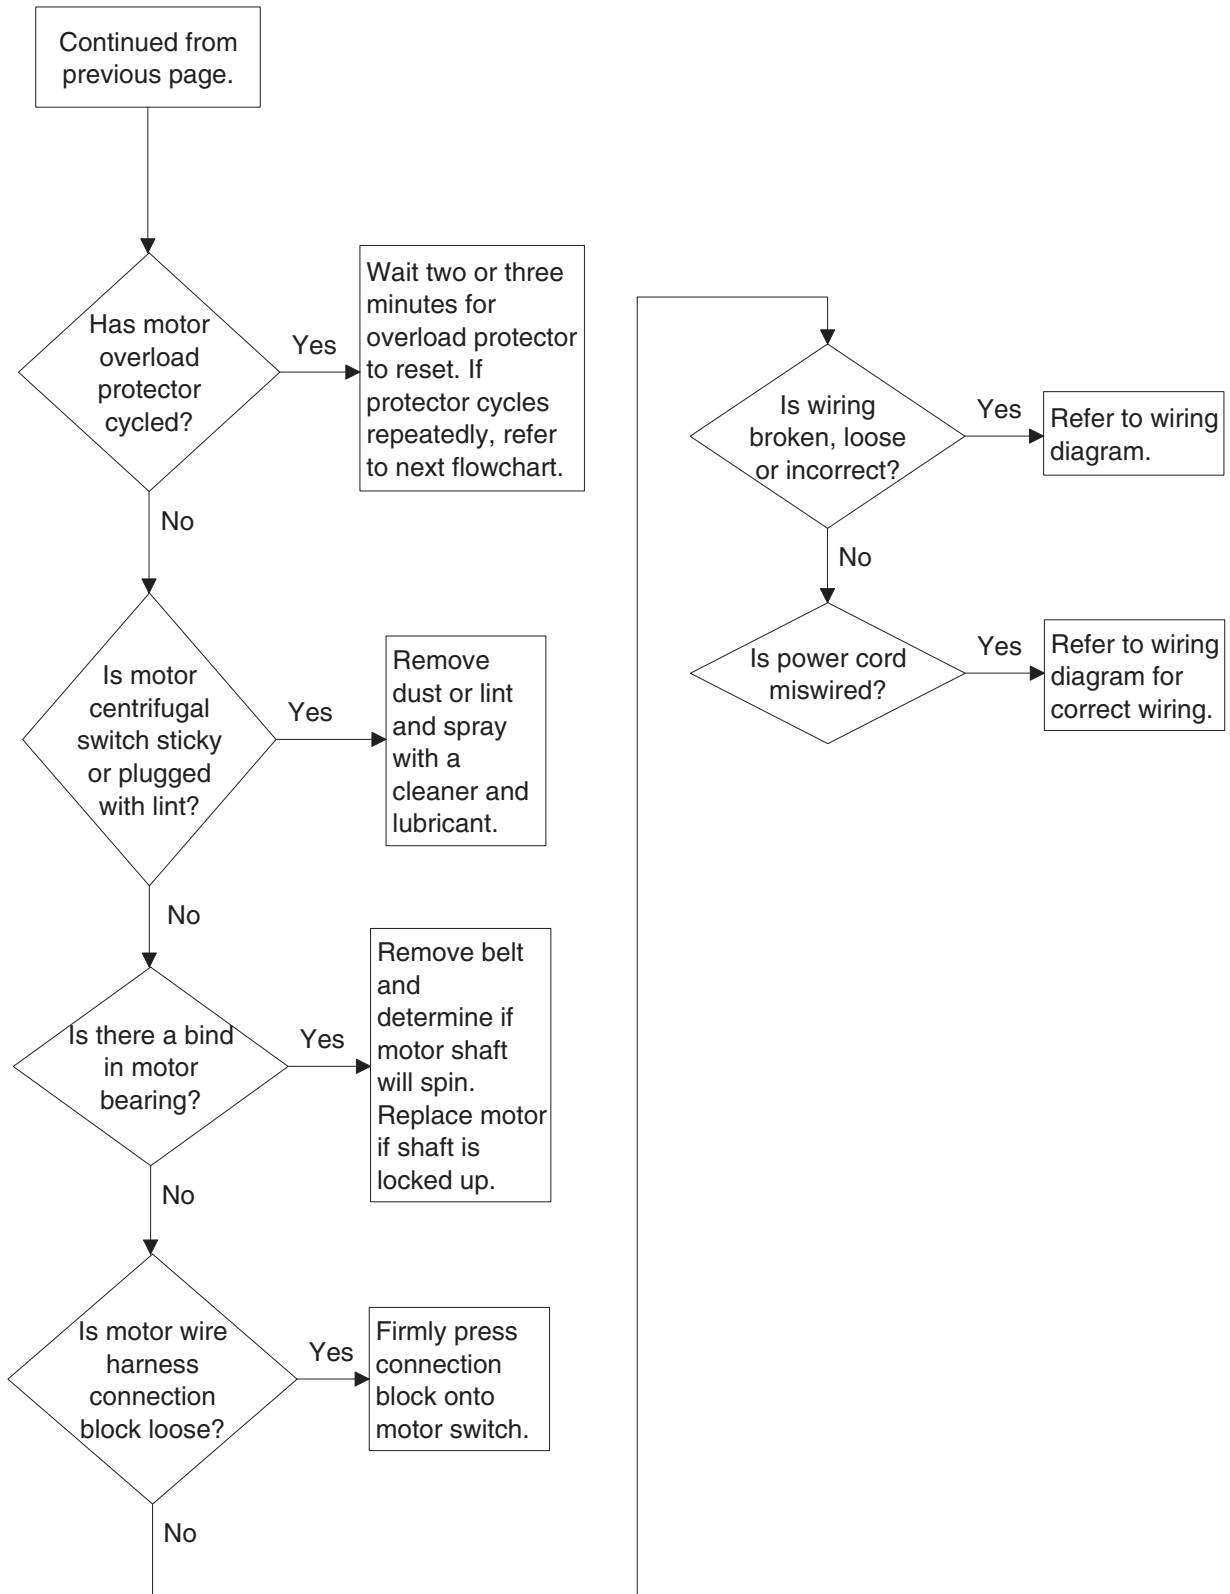 Continued from
previous page.
Has motor
overload
protector
cycled?
Yes
Wait two or three
minutes for
overload protector
to reset. If
protector cycles
repeatedly, refer
to next flowchart.
No
Is motor
centrifugal
switch sticky
or plugged
with lint?
Yes
Remove
dust or lint
and spray
with a
cleaner and
lubricant.
No
Is there a bind
in motor
bearing?
Yes
Remove belt
and
determine if
motor shaft
will spin.
Replace motor
if shaft is
locked up.
No
Is motor wire
harness
connection
block loose?
Yes
Firmly press
connection
block onto
motor switch.
No
Is wiring
broken, loose
or incorrect?
Yes
Refer to wiring
diagram.
No
Is power cord
miswired?
Yes
Refer to wiring
diagram for
correct wiring.